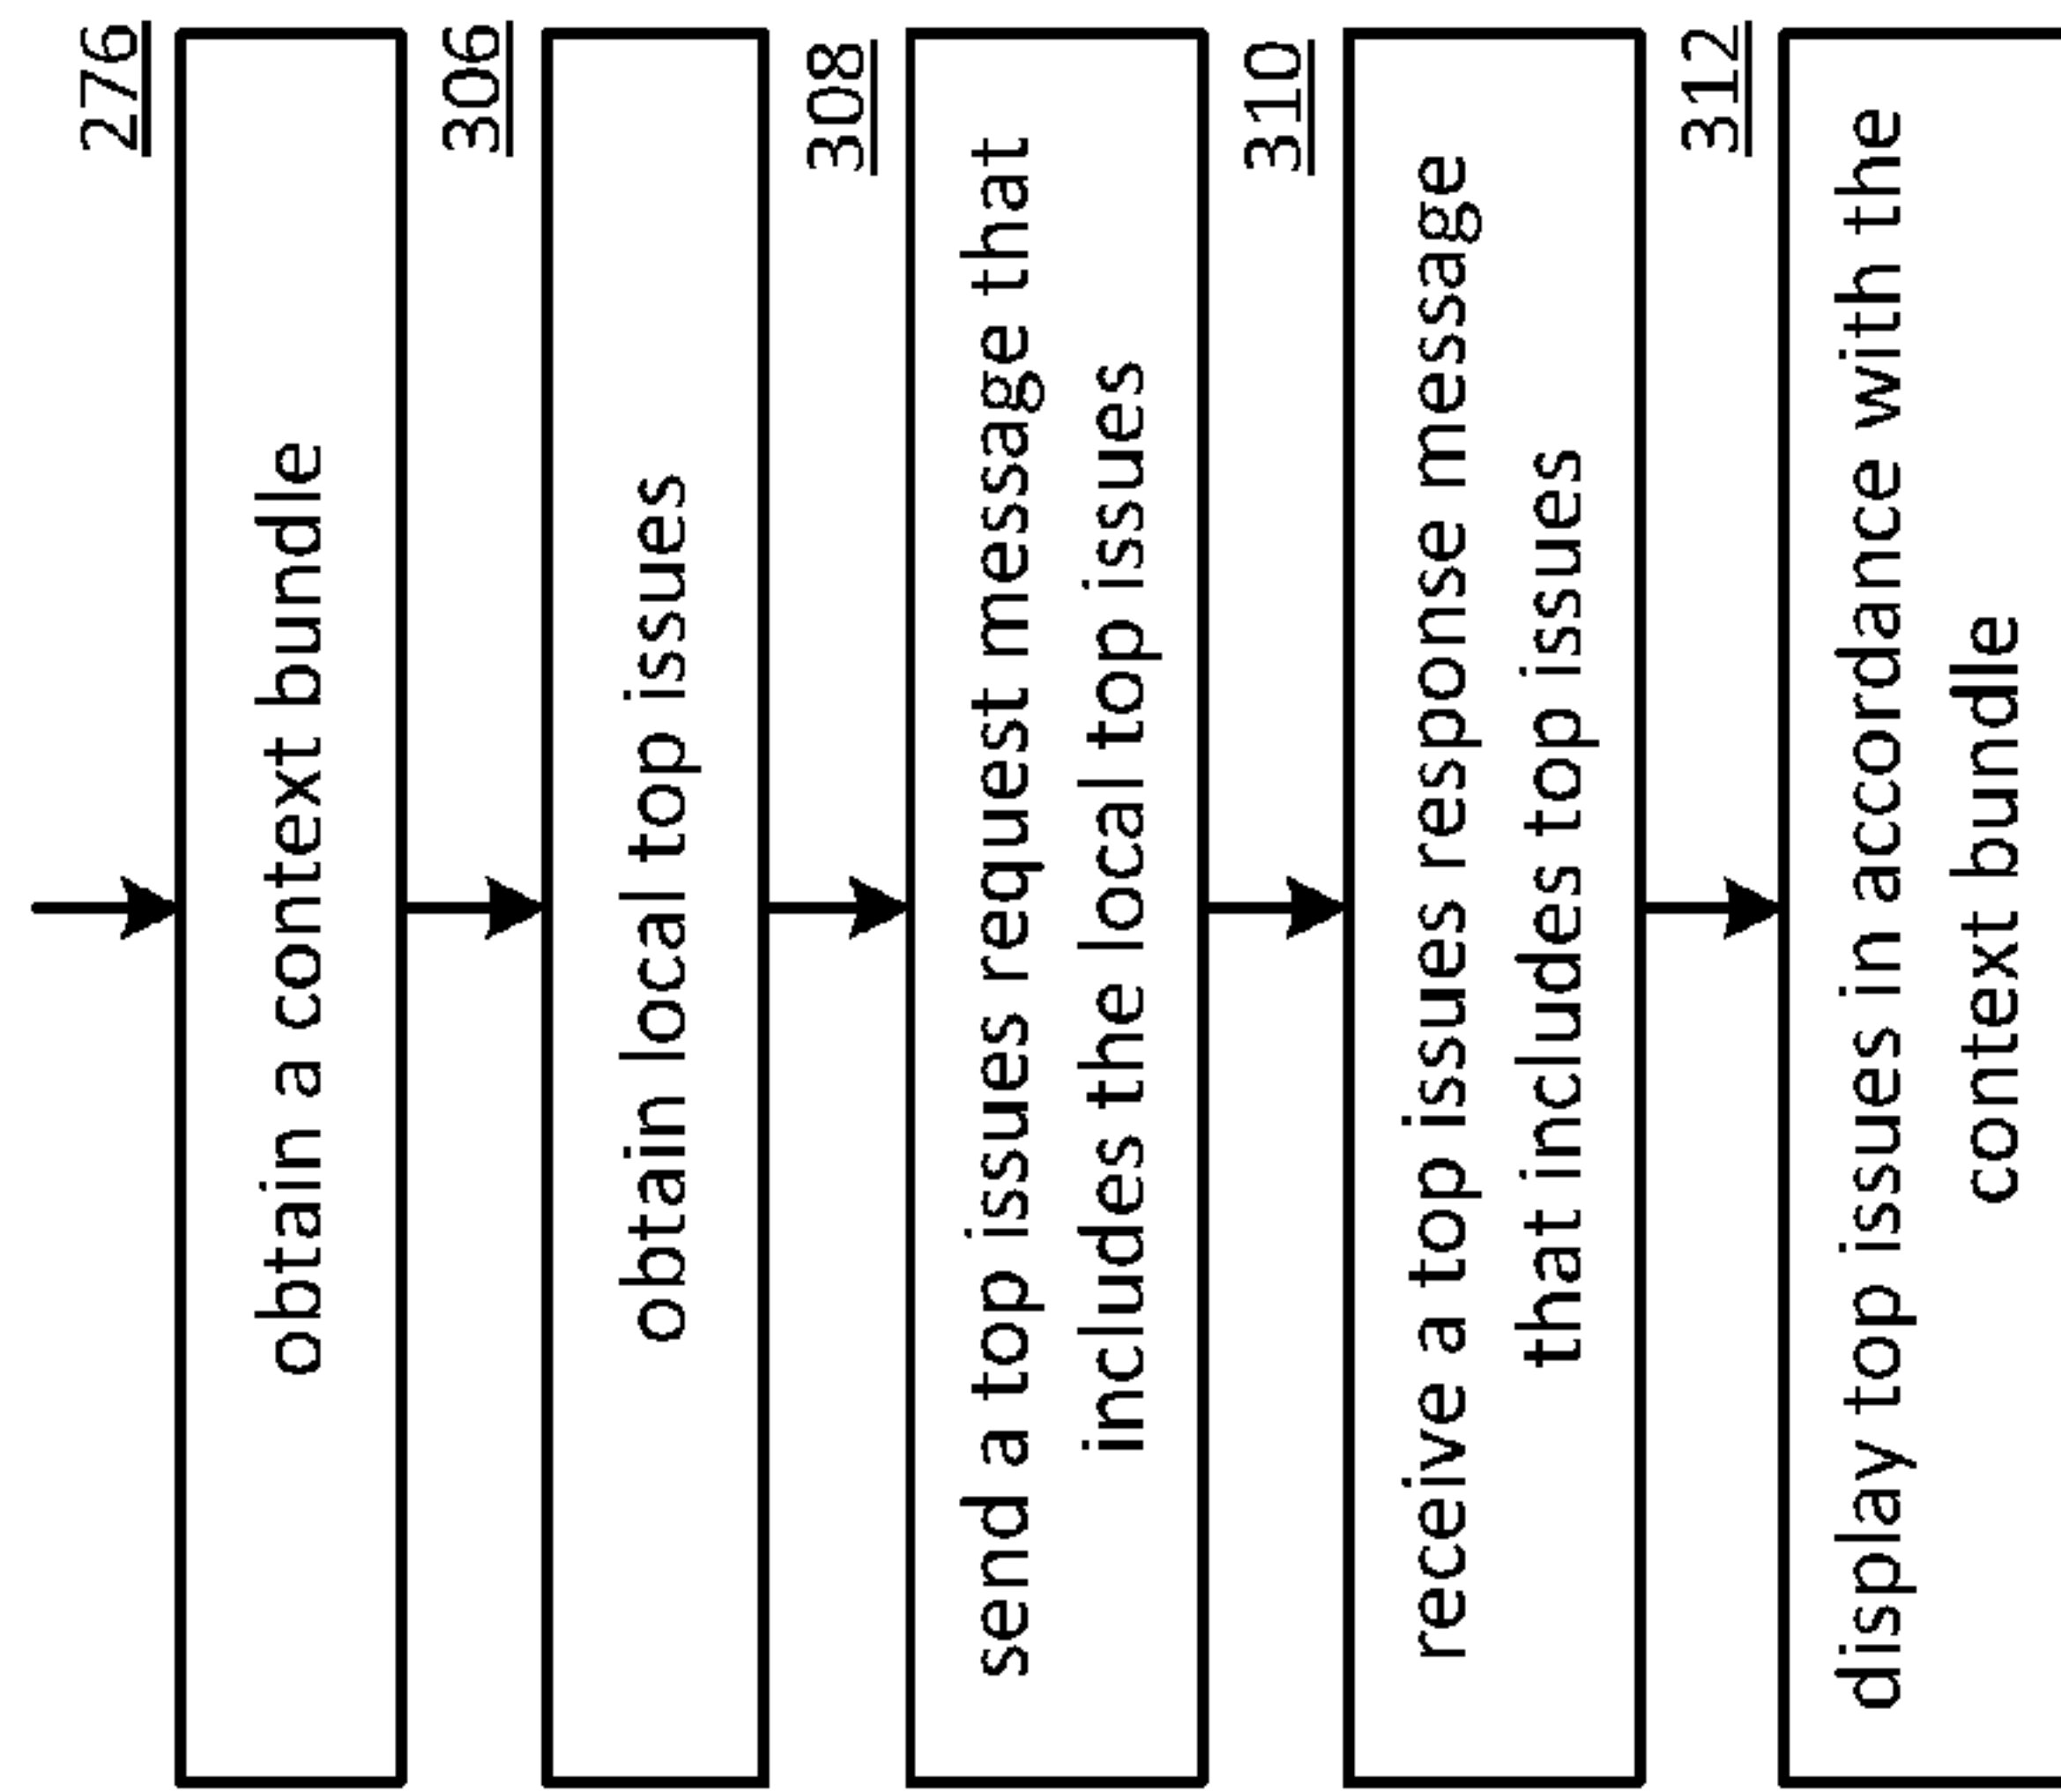 276
obtain a context bundle
306
obtain local top issues
308
send a top issues request message that
includes the local top issues
310
receive a top issues response message
that includes top issues
312
display top issues in accordance with the
context bundle